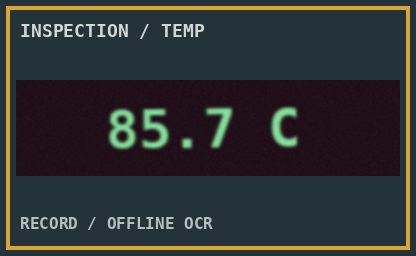 INSPECTION / TEMP
85.7 C
RECORD / OFFLINE OCR